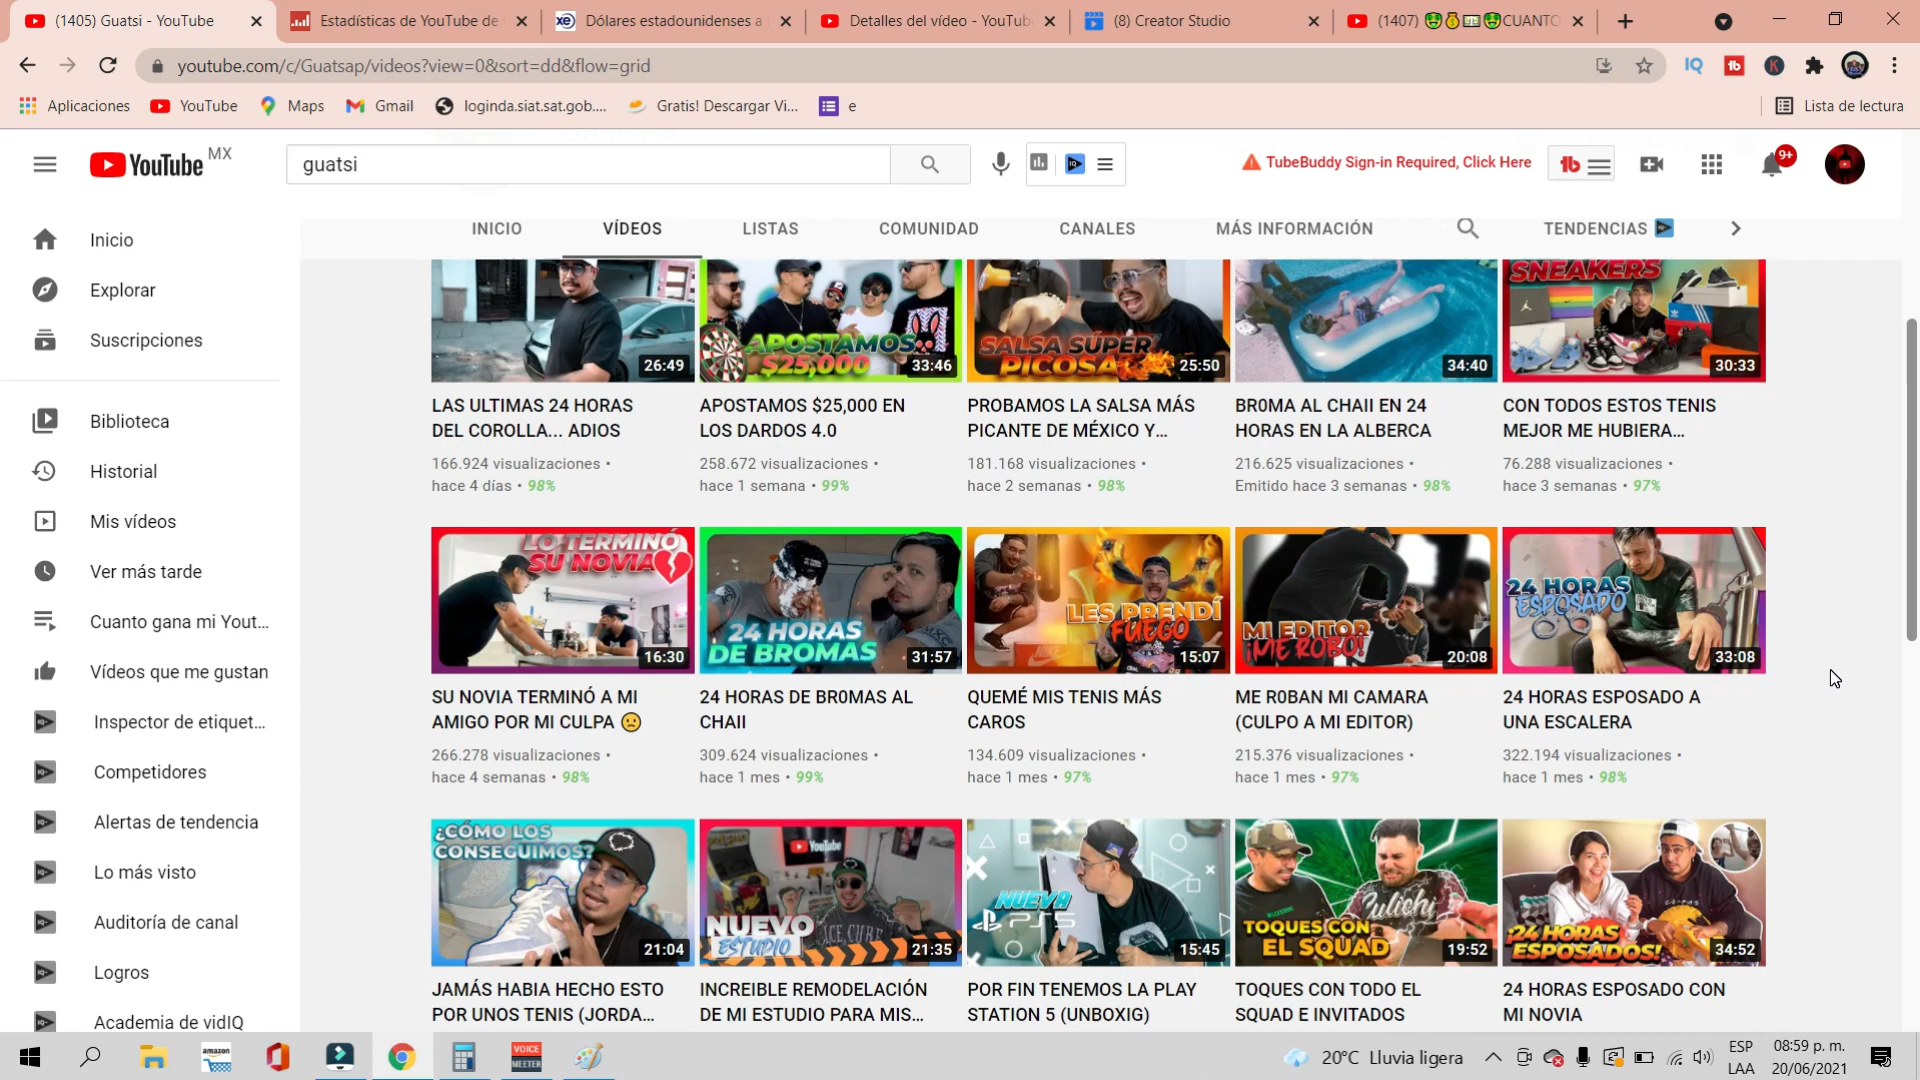 (1405) Guatsi - YouTube
Estadísticas de YouTube de
Dólares estadounidenses a
Detalles del vídeo - YouTub
(8) Creator Studio
(1407) 🤑💰💵🤑CUANTO
youtube.com/c/Guatsap/videos?view=0&sort=dd&flow=grid
Aplicaciones
YouTube
Maps
Gmail
loginda.siat.sat.gob....
Gratis! Descargar Vi...
e
Lista de lectura
YouTube MX
guatsi
TubeBuddy Sign-in Required, Click Here
9+
INICIO
VÍDEOS
LISTAS
COMUNIDAD
CANALES
MÁS INFORMACIÓN
TENDENCIAS
Inicio
Explorar
Suscripciones
Biblioteca
Historial
Mis vídeos
Ver más tarde
Cuanto gana mi Yout...
Vídeos que me gustan
Inspector de etiquet...
Competidores
Alertas de tendencia
Lo más visto
Auditoría de canal
Logros
Academia de vidIQ
26:49
APOSTAMOS
$25,000
33:46
SALSA SÚPER
PICOSA
25:50
34:40
SNEAKERS
30:33
LAS ULTIMAS 24 HORAS
DEL COROLLA... ADIOS
166.924 visualizaciones •
hace 4 días • 98%
APOSTAMOS $25,000 EN
LOS DARDOS 4.0
258.672 visualizaciones •
hace 1 semana • 99%
PROBAMOS LA SALSA MÁS
PICANTE DE MÉXICO Y...
181.168 visualizaciones •
hace 2 semanas • 98%
BR0MA AL CHAII EN 24
HORAS EN LA ALBERCA
216.625 visualizaciones •
Emitido hace 3 semanas • 98%
CON TODOS ESTOS TENIS
MEJOR ME HUBIERA...
76.288 visualizaciones •
hace 3 semanas • 97%
LO TERMINÓ
SU NOVIA
16:30
24 HORAS
DE BROMAS
31:57
LES PRENDÍ
FUEGO
15:07
MI EDITOR
¡ME ROBO!
20:08
24 HORAS
ESPOSADO
33:08
SU NOVIA TERMINÓ A MI
AMIGO POR MI CULPA 🙁
266.278 visualizaciones •
hace 4 semanas • 98%
24 HORAS DE BR0MAS AL
CHAII
309.624 visualizaciones •
hace 1 mes • 99%
QUEMÉ MIS TENIS MÁS
CAROS
134.609 visualizaciones •
hace 1 mes • 97%
ME R0BAN MI CAMARA
(CULPO A MI EDITOR)
215.376 visualizaciones •
hace 1 mes • 97%
24 HORAS ESPOSADO A
UNA ESCALERA
322.194 visualizaciones •
hace 1 mes • 98%
¿CÓMO LOS
CONSEGUIMOS?
21:04
YouTube
NUEVO
ESTUDIO
21:35
NUEVA
PS5
15:45
TOQUES CON
EL SQUAD
19:52
24 HORAS
ESPOSADOS!
34:52
JAMÁS HABIA HECHO ESTO
POR UNOS TENIS (JORDA...
INCREIBLE REMODELACIÓN
DE MI ESTUDIO PARA MIS...
POR FIN TENEMOS LA PLAY
STATION 5 (UNBOXIG)
TOQUES CON TODO EL
SQUAD E INVITADOS
24 HORAS ESPOSADO CON
MI NOVIA
amazon
VOICE
MEETER
20°C Lluvia ligera
ESP
LAA
08:59 p. m.
20/06/2021